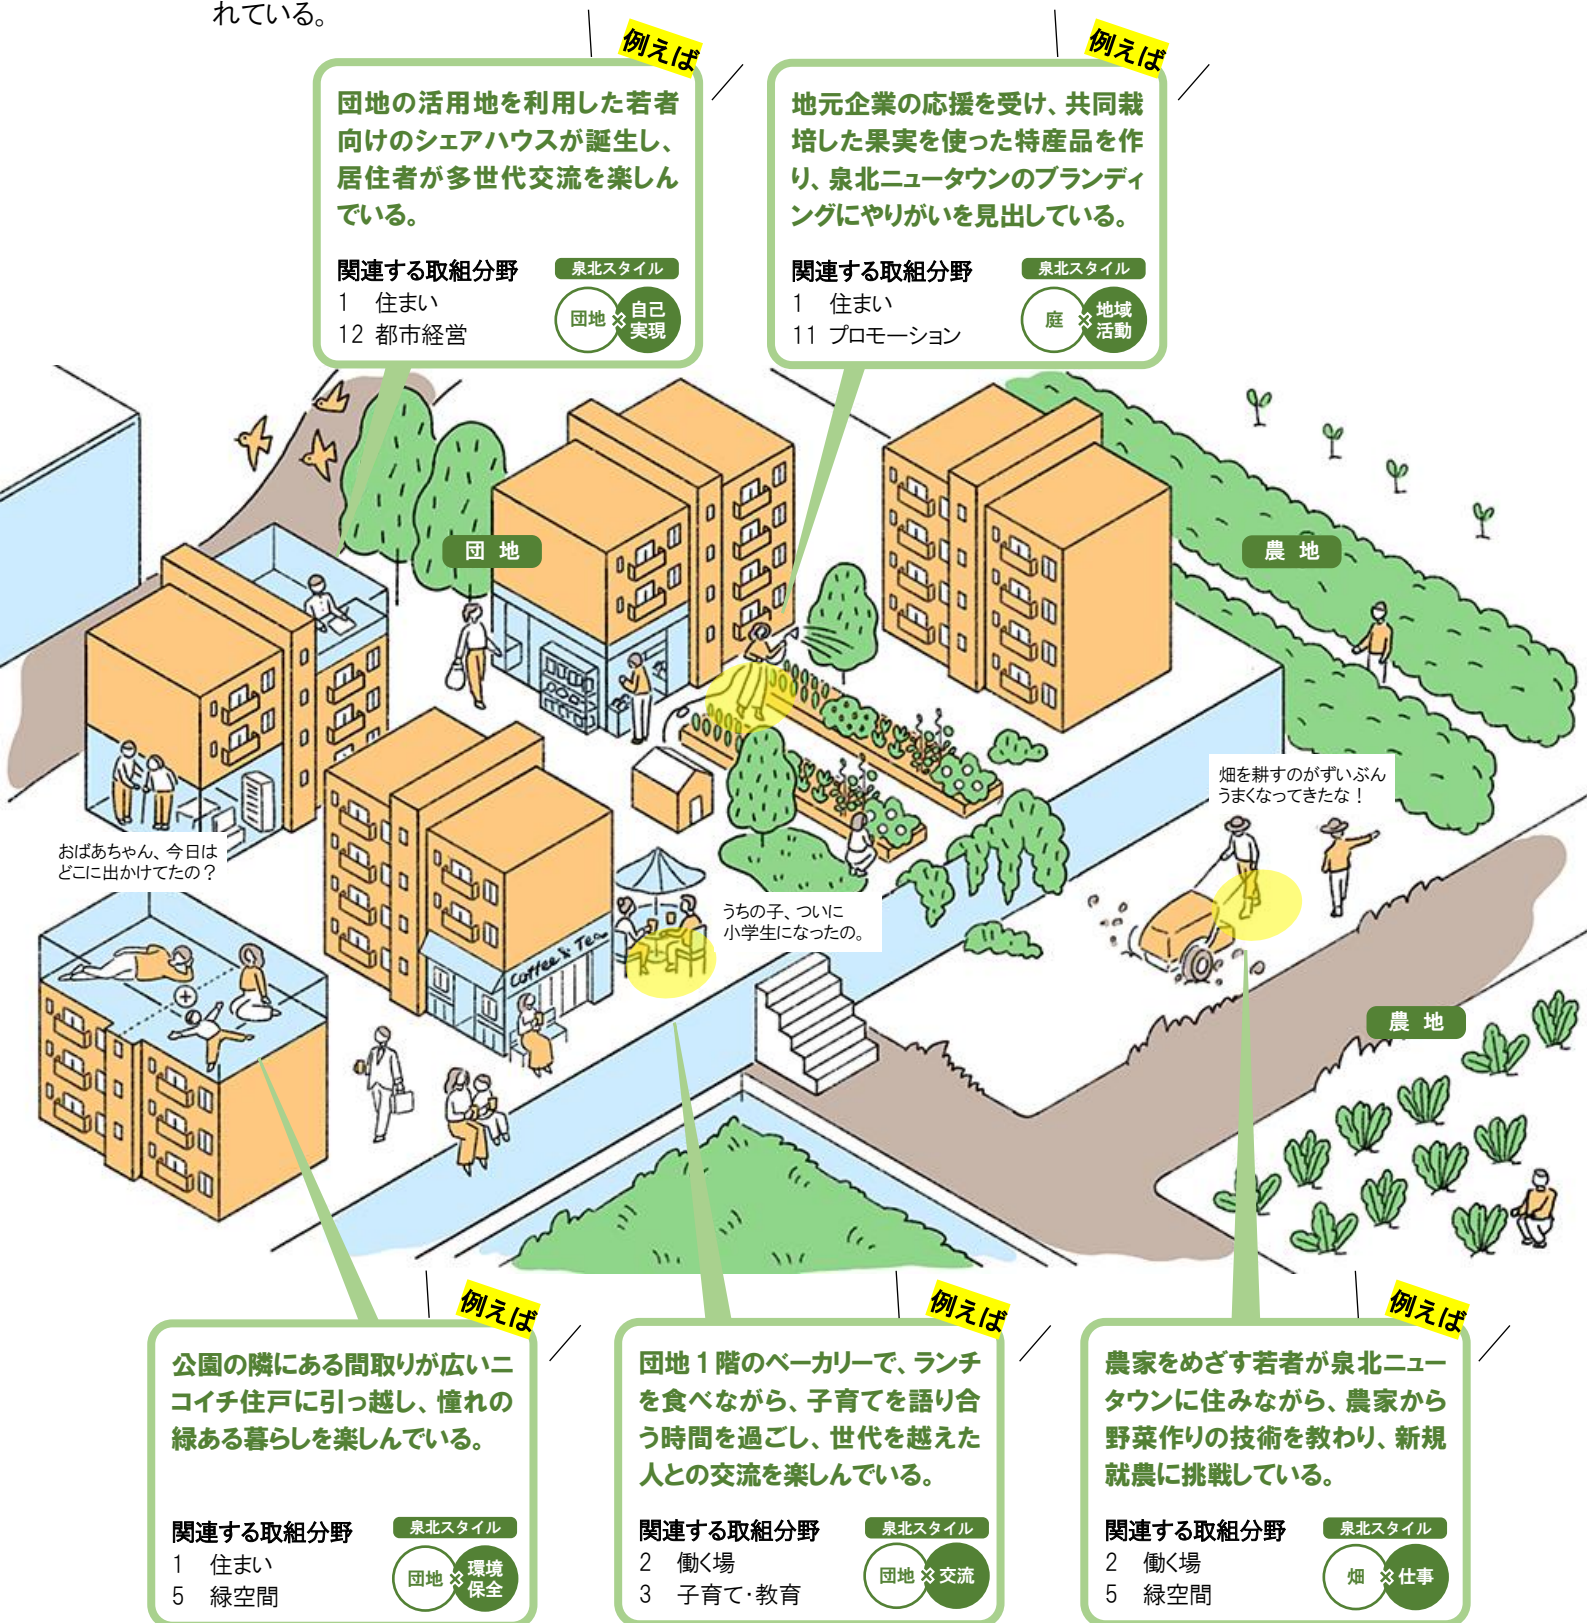 れている。
例えば
団地の活用地を利用した若者
向けのシェアハウスが誕生し、
居住者が多世代交流を楽しん
でいる。
関連する取組分野
1 住まい
12 都市経営
泉北スタイル
団地 × 自己
実現
例えば
地元企業の応援を受け、共同栽
培した果実を使った特産品を作
り、泉北ニュータウンのブランディ
ングにやりがいを見出している。
関連する取組分野
1 住まい
11 プロモーション
泉北スタイル
庭 × 地域
活動
団地
農地
畑を耕すのがずいぶん
うまくなってきたな！
おばあちゃん、今日は
どこに出かけてたの？
うちの子、ついに
小学生になったの。
Coffee & Tea
農地
例えば
公園の隣にある間取りが広いニ
コイチ住戸に引っ越し、憧れの
緑ある暮らしを楽しんでいる。
関連する取組分野
1 住まい
5 緑空間
泉北スタイル
団地 × 環境
保全
例えば
団地1階のベーカリーで、ランチ
を食べながら、子育てを語り合
う時間を過ごし、世代を越えた
人との交流を楽しんでいる。
関連する取組分野
2 働く場
3 子育て・教育
泉北スタイル
団地 × 交流
例えば
農家をめざす若者が泉北ニュー
タウンに住みながら、農家から
野菜作りの技術を教わり、新規
就農に挑戦している。
関連する取組分野
2 働く場
5 緑空間
泉北スタイル
畑 × 仕事